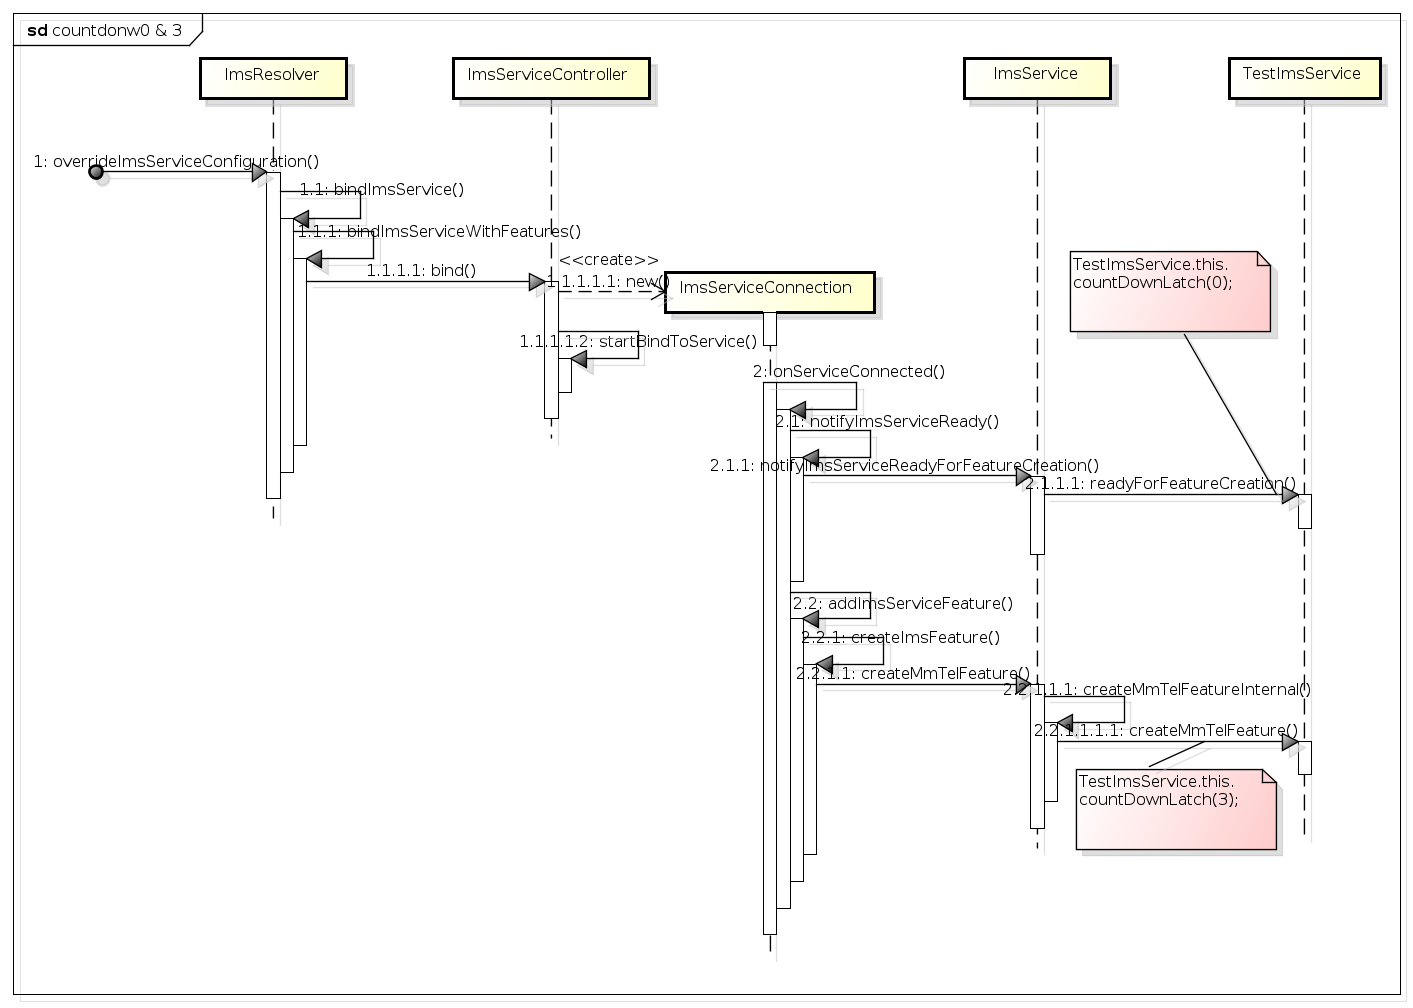 sd countdonw0 & 3
ImsResolver
ImsServiceController
ImsService
TestImsService
1: overrideImsServiceConfiguration()
1.1: bindImsService()
1.1.1: bindImsServiceWithFeatures()
<<create>>
1.1.1.1: bind()
1.1.1.1.1: new()
ImsServiceConnection
TestImsService.this.
countDownLatch(0);
1.1.1.1.2: startBindToService()
2: onServiceConnected()
2.1: notifyImsServiceReady()
2.1.1: notifyImsServiceReadyForFeatureCreation()
2.1.1.1: readyForFeatureCreation()
2.2: addImsServiceFeature()
2.2.1: createImsFeature()
2.2.1.1: createMmTelFeature()
2.2.1.1.1: createMmTelFeatureInternal()
2.2.1.1.1.1: createMmTelFeature()
TestImsService.this.
countDownLatch(3);